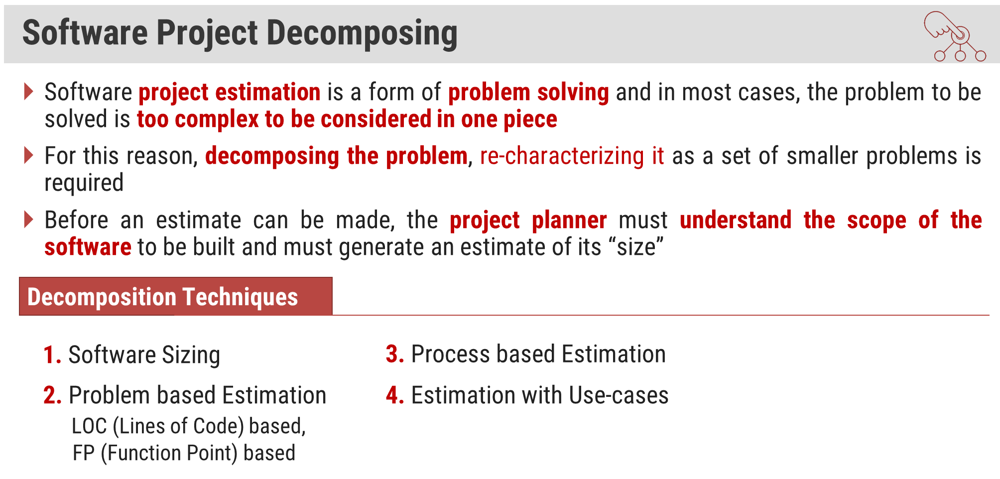 Software Project Decomposing
Software project estimation is a form of problem solving and in most cases, the problem to be
solved is too complex to be considered in one piece
For this reason, decomposing the problem, re-characterizing it as a set of smaller problems is
required
Before an estimate can be made, the project planner must understand the scope of the
software to be built and must generate an estimate of its “size”
Decomposition Techniques
1. Software Sizing
2. Problem based Estimation
LOC (Lines of Code) based,
FP (Function Point) based
3. Process based Estimation
4. Estimation with Use-cases